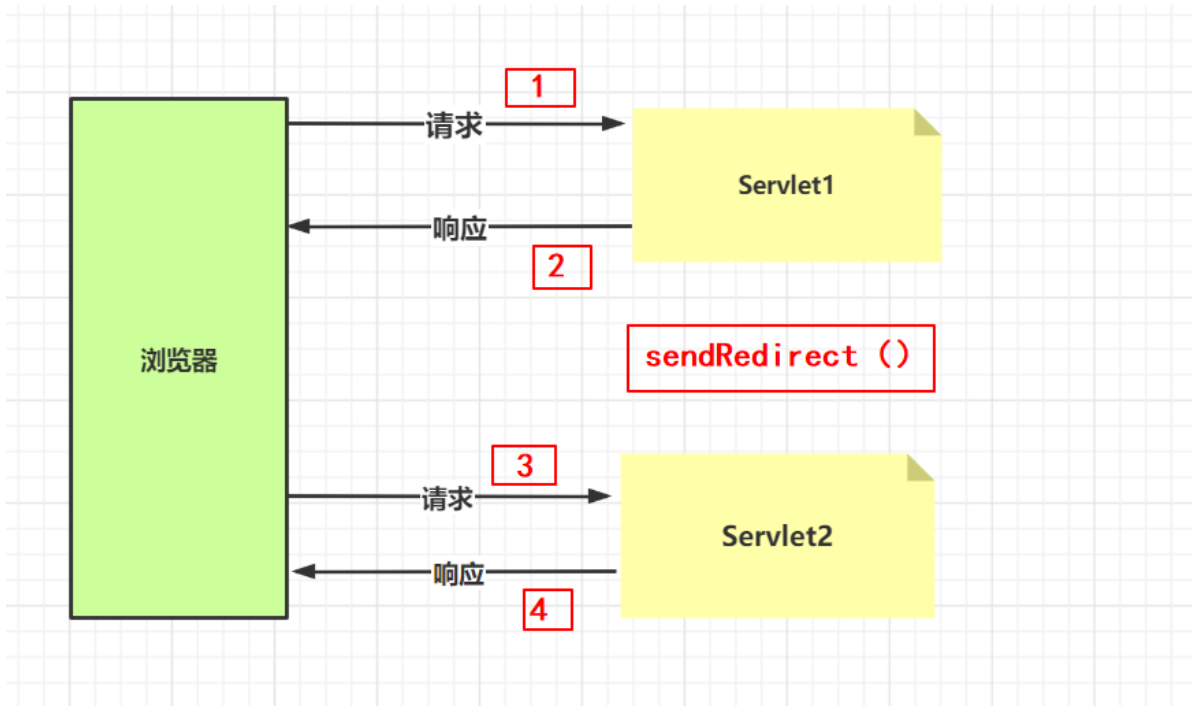 1
请求
Servlet1
响应
2
浏览器
sendRedirect（）
3
请求
Servlet2
响应
4